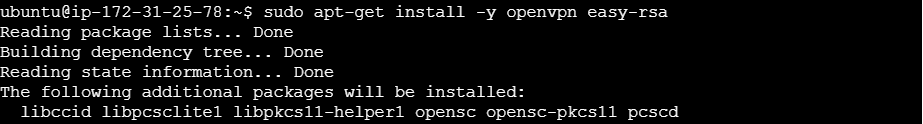 ubuntu@ip-172-31-25-78:~$ sudo apt-get install -y openvpn easy-rsa
Reading package lists... Done
Building dependency tree... Done
Reading state information... Done
The following additional packages will be installed:
  libccid libpcsclite1 libpkcs11-helper1 opensc opensc-pkcs11 pcscd